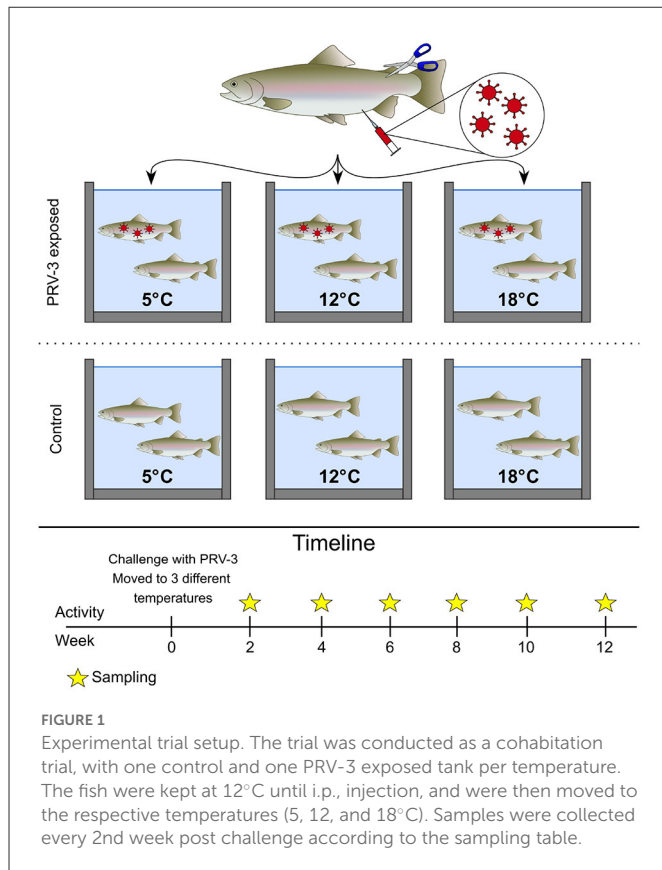 PRV-3 exposed
5°C
12°C
18°C
Control
5°C
12°C
18°C
Timeline
Challenge with PRV-3
Moved to 3 different
temperatures
Activity
Week
0
2
4
6
8
10
12
Sampling
FIGURE 1
Experimental trial setup. The trial was conducted as a cohabitation
trial, with one control and one PRV-3 exposed tank per temperature.
The fish were kept at 12°C until i.p., injection, and were then moved to
the respective temperatures (5, 12, and 18°C). Samples were collected
every 2nd week post challenge according to the sampling table.